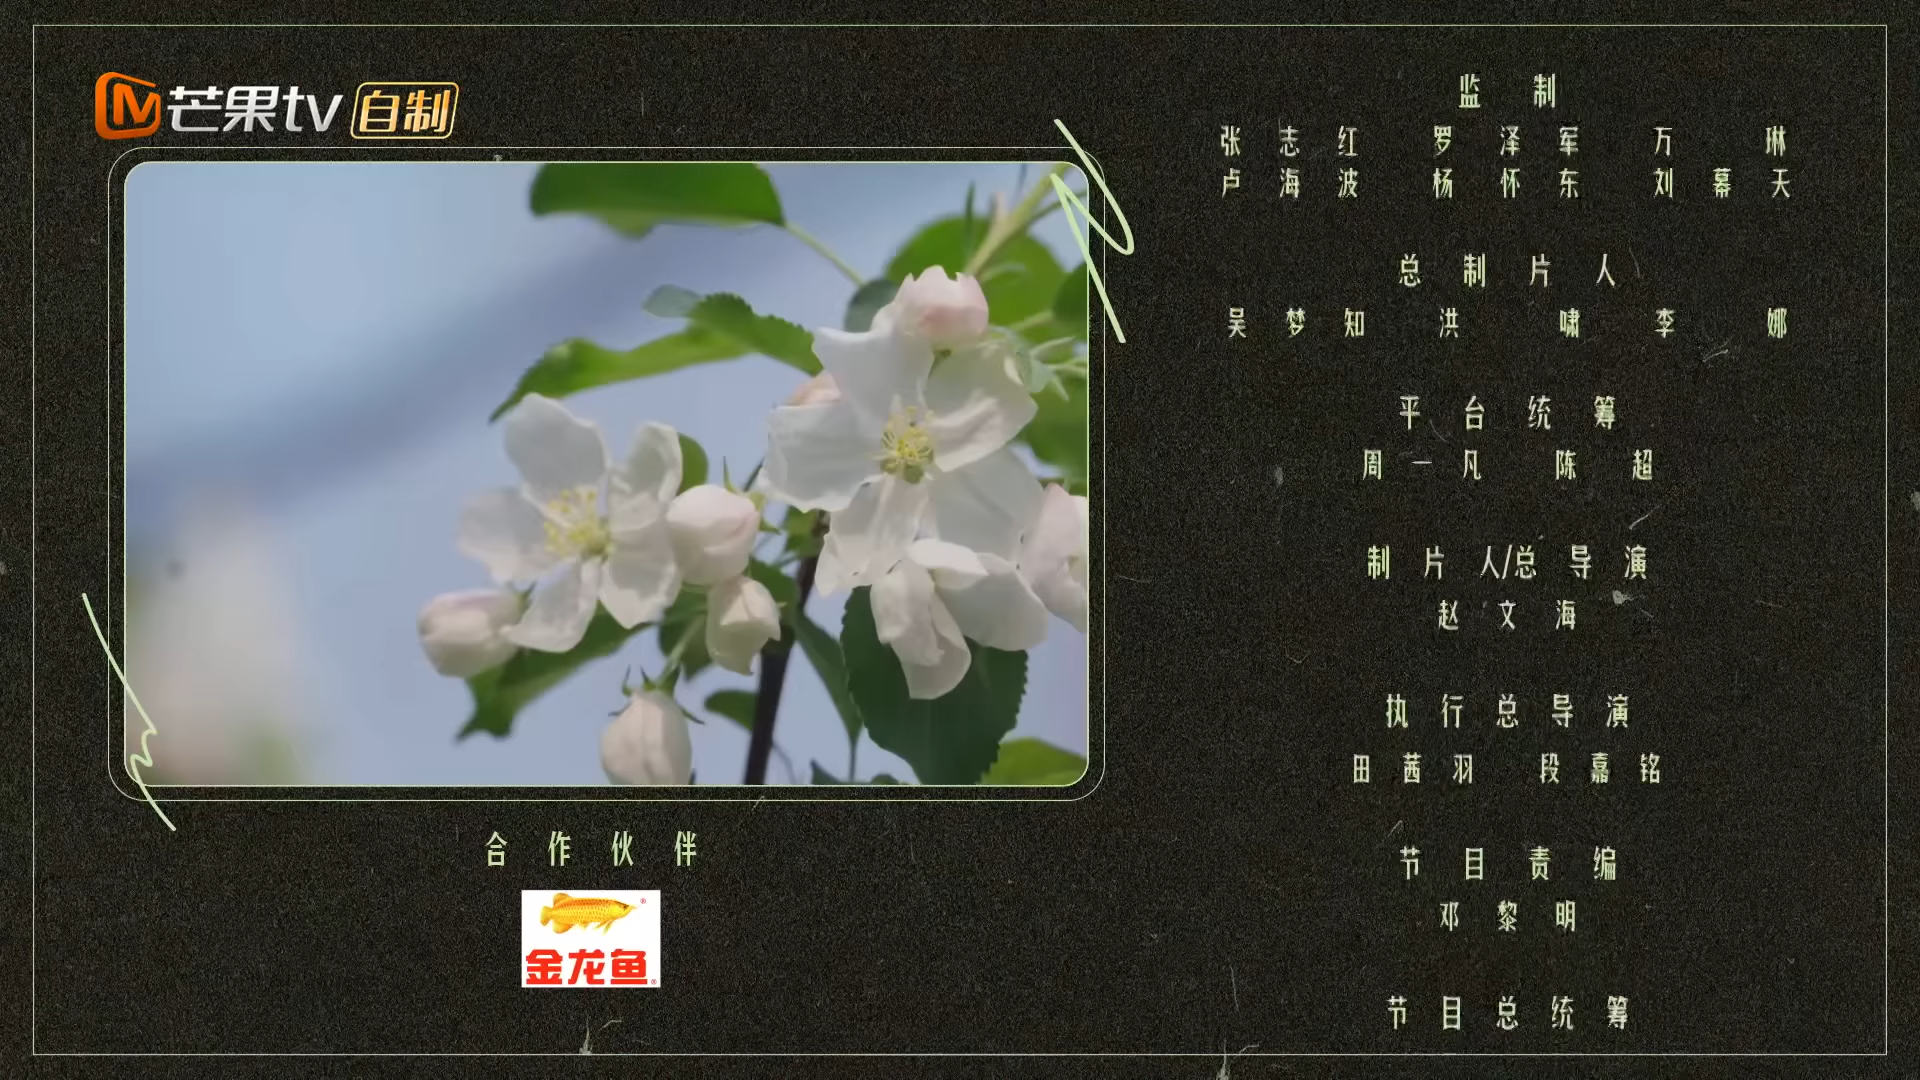 芒果tv 自制
合作伙伴
金龙鱼
监制
张志红 罗泽军 万琳
卢海波 杨怀东 刘幕天
总制片人
吴梦知 洪啸 李娜
平台统筹
周一凡 陈超
制片人/总导演
赵文海
执行总导演
田茜羽 段嘉铭
节目责编
邓黎明
节目总统筹